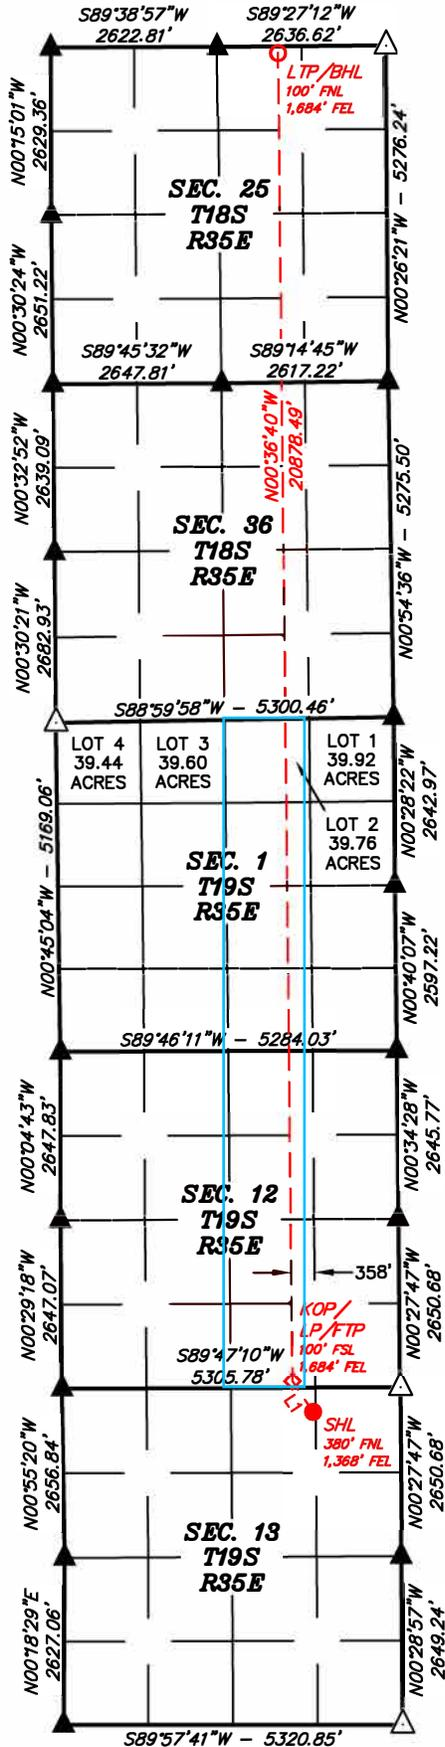 S89°38'57"W
2622.81'
S89°27'12"W
2636.62'
LTP/BHL
100' FNL
1,684' FEL
N00°15'01"W
2629.36'
N00°26'21"W - 5276.24'
SEC. 25
T18S
R35E
N00°30'24"W
2651.22'
S89°45'32"W
2647.81'
S89°14'45"W
2617.22'
N00°36'40"W
20878.49'
N00°32'52"W
2639.09'
N00°54'36"W - 5275.50'
SEC. 36
T18S
R35E
N00°30'21"W
2682.93'
S88°59'58"W - 5300.46'
LOT 4
39.44
ACRES
LOT 3
39.60
ACRES
LOT 1
39.92
ACRES
LOT 2
39.76
ACRES
N00°28'22"W
2642.97'
N00°45'04"W - 5169.06'
SEC. 1
T19S
R35E
N00°40'07"W
2597.22'
S89°46'11"W - 5284.03'
N00°04'43"W
2647.83'
N00°34'28"W
2645.77'
SEC. 12
T19S
R35E
358'
N00°29'18"W
2647.07'
N00°27'47"W
2650.68'
KOP/
LP/FTP
100' FSL
1,684' FEL
S89°47'10"W
5305.78'
L1
SHL
380' FNL
1,368' FEL
N00°55'20"W
2656.84'
N00°27'47"W
2650.68'
SEC. 13
T19S
R35E
N00°18'29"E
2627.06'
N00°28'57"W
2649.24'
S89°57'41"W - 5320.85'